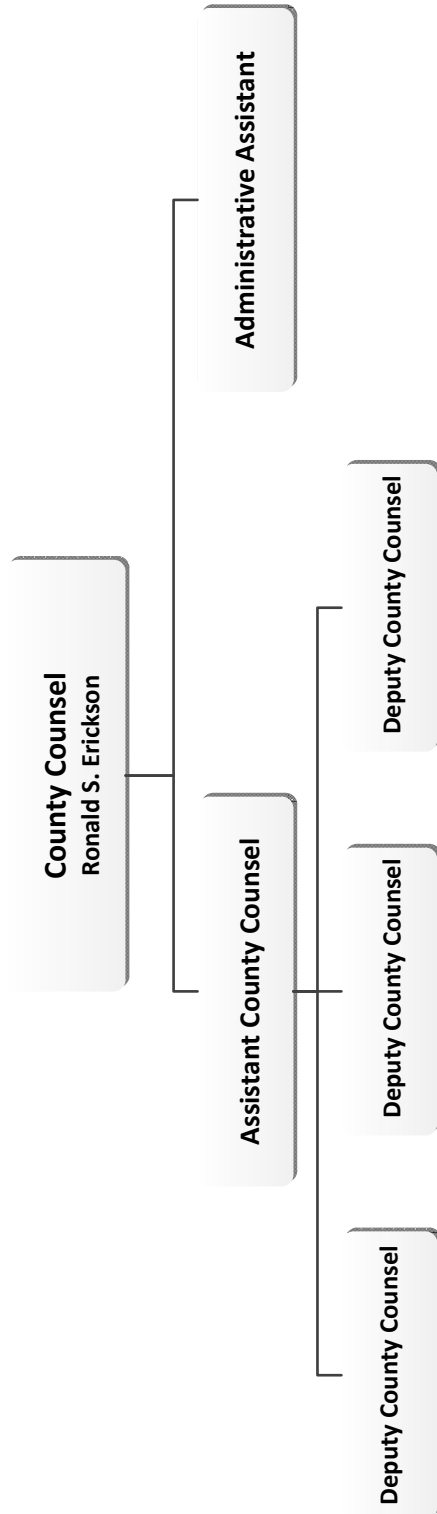 County Counsel
Ronald S. Erickson
Assistant County Counsel
Administrative Assistant
Deputy County Counsel
Deputy County Counsel
Deputy County Counsel